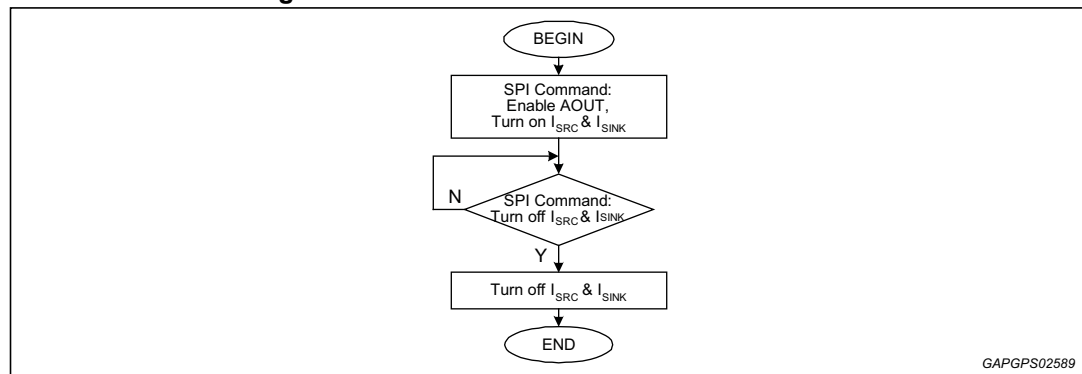 BEGIN
SPI Command:
Enable AOUT,
Turn on ISRC & ISINK
N
SPI Command:
Turn off ISRC & ISINK
Y
Turn off ISRC & ISINK
END
GAPGPS02589